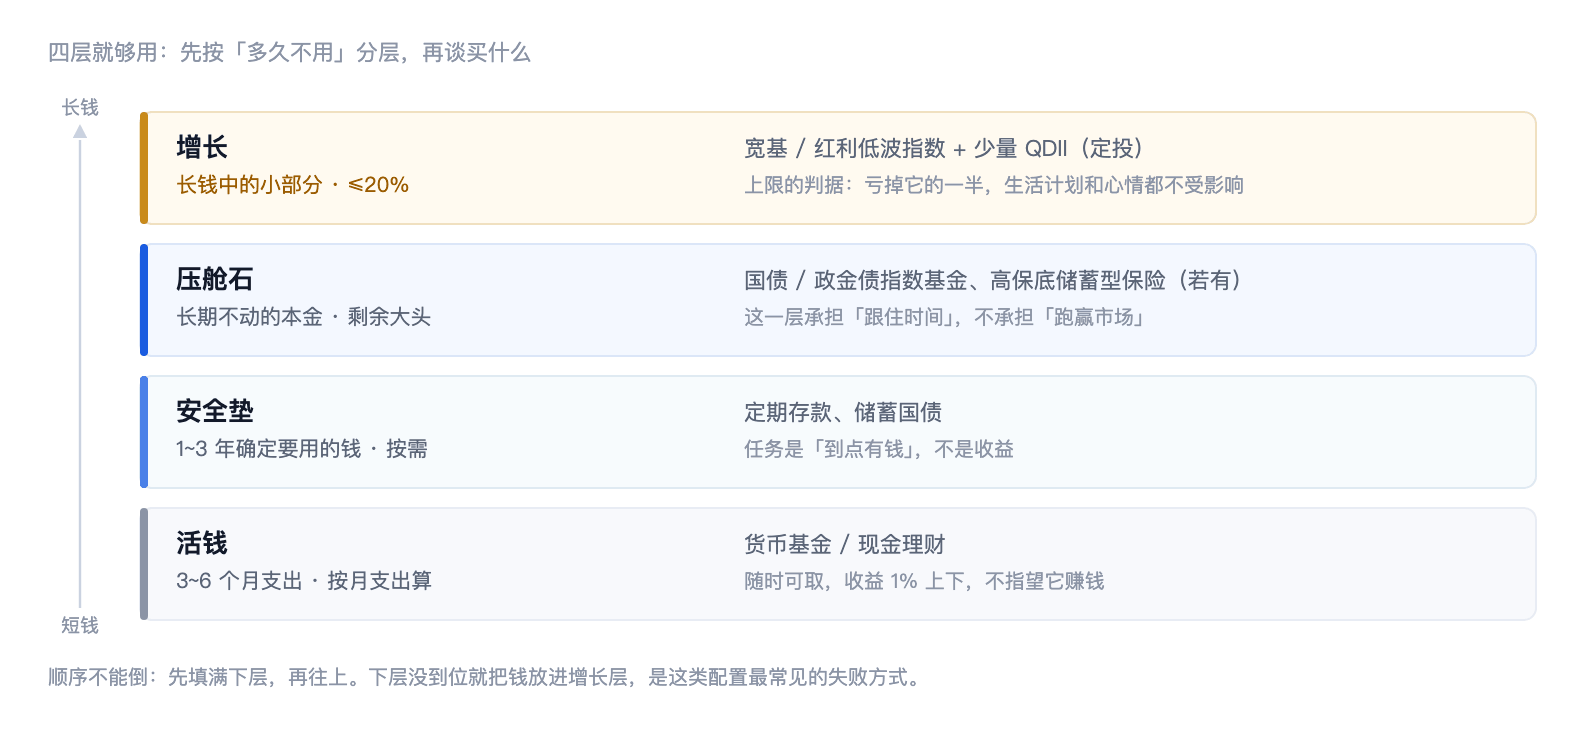 四层就够用：先按「多久不用」分层，再谈买什么
长钱
增长
宽基 / 红利低波指数 + 少量 QDII（定投）
长钱中的小部分 · ≤20%
上限的判据：亏掉它的一半，生活计划和心情都不受影响
压舱石
国债 / 政金债指数基金、高保底储蓄型保险（若有）
长期不动的本金 · 剩余大头
这一层承担「跟住时间」，不承担「跑赢市场」
安全垫
定期存款、储蓄国债
1~3 年确定要用的钱 · 按需
任务是「到点有钱」，不是收益
活钱
货币基金 / 现金理财
3~6 个月支出 · 按月支出算
随时可取，收益 1% 上下，不指望它赚钱
短钱
顺序不能倒：先填满下层，再往上。下层没到位就把钱放进增长层，是这类配置最常见的失败方式。